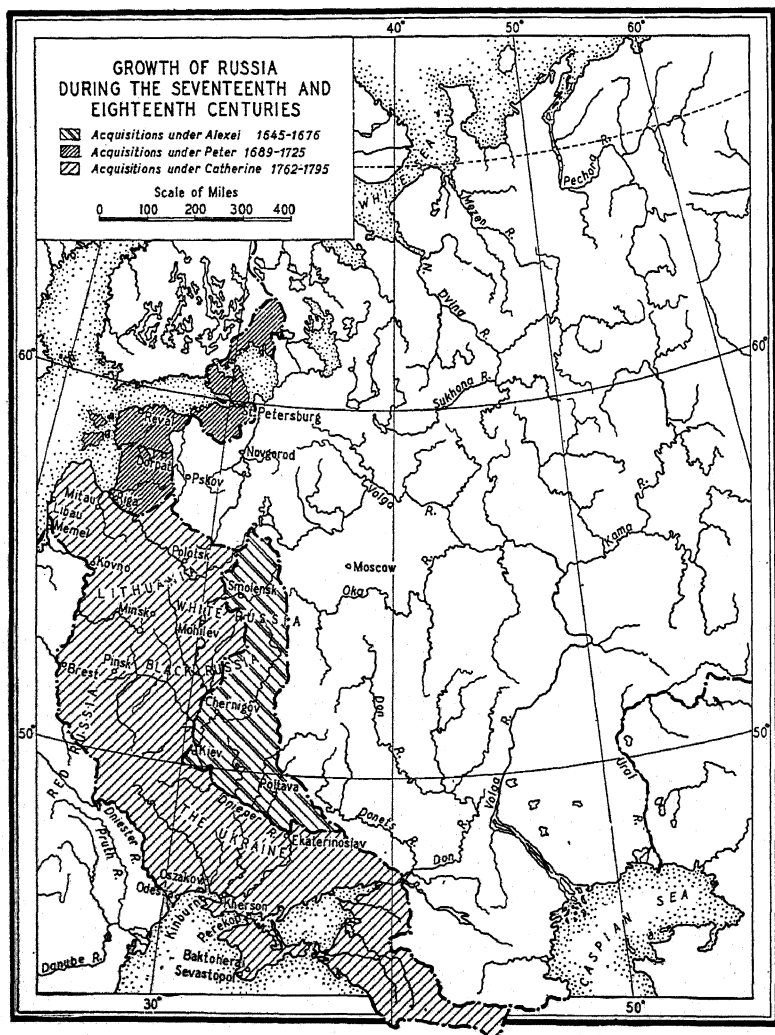 40°
50°
60°
GROWTH OF RUSSIA
DURING THE SEVENTEENTH AND
EIGHTEENTH CENTURIES
Acquisitions under Alexei 1645-1676
Acquisitions under Peter 1689-1725
Acquisitions under Catherine 1762-1795
Scale of Miles
0 100 200 300 400
WHITE SEA
Pechora R.
Mezen R.
N. Dvina R.
60°
60°
Sukhona R.
St. Petersburg
Reval
Novgorod
Dorpat
Pskov
Volga R.
Riga
Mitau
Libau
Memel
Kama R.
Polotsk
Kovno
Moscow
LITHUANIA
Smolensk
Oka R.
Minsk
WHITE RUSSIA
Mohilev
Pinsk
BLACK RUSSIA
Brest
Chernigov
Don R.
RED RUSSIA
50°
50°
Kiev
Volga R.
Ural R.
Poltava
Dnieper R.
THE UKRAINE
Donets R.
Dniester R.
Ekaterinoslav
Pruth R.
Don R.
Oszakov
Odessa
Kherson
Kinburn
Perekop
CASPIAN SEA
Baktoherai
Sevastopol
Danube R.
30°
50°